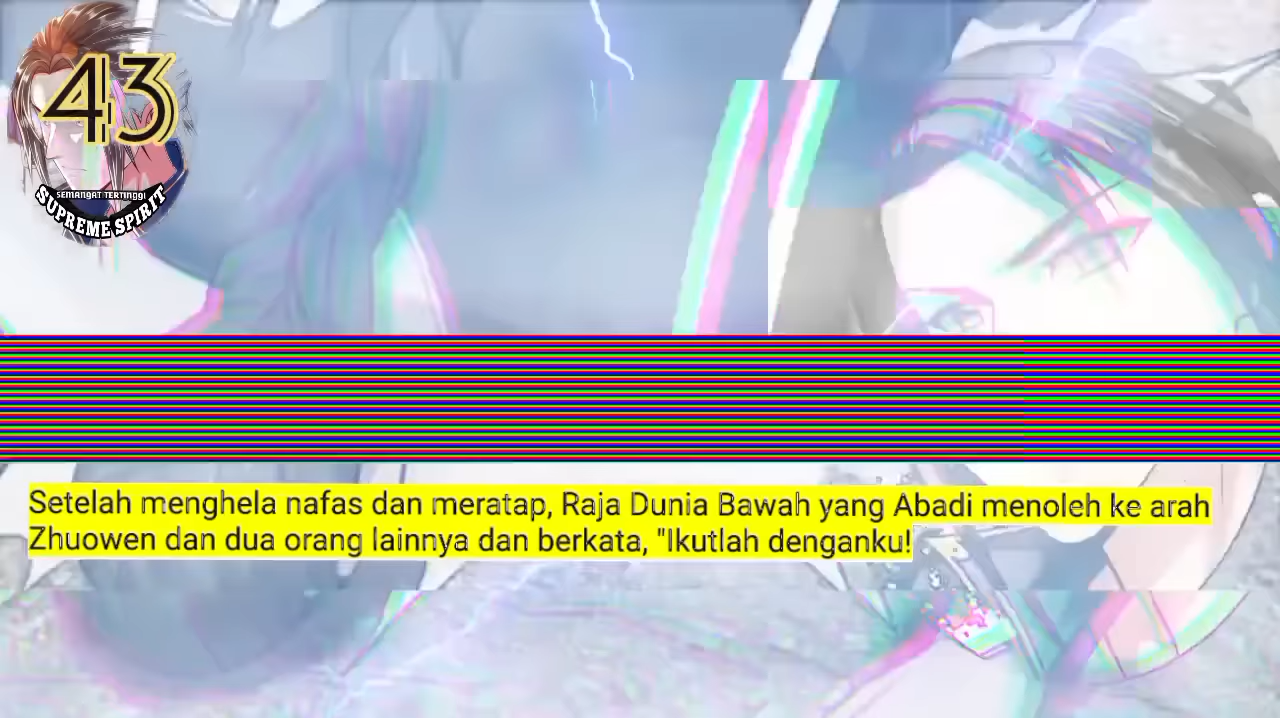 43
SEMANGAT TERTINGGI
SUPREME SPIRIT
Setelah menghela nafas dan meratap, Raja Dunia Bawah yang Abadi menoleh ke arah
Zhuowen dan dua orang lainnya dan berkata, "Ikutlah denganku!